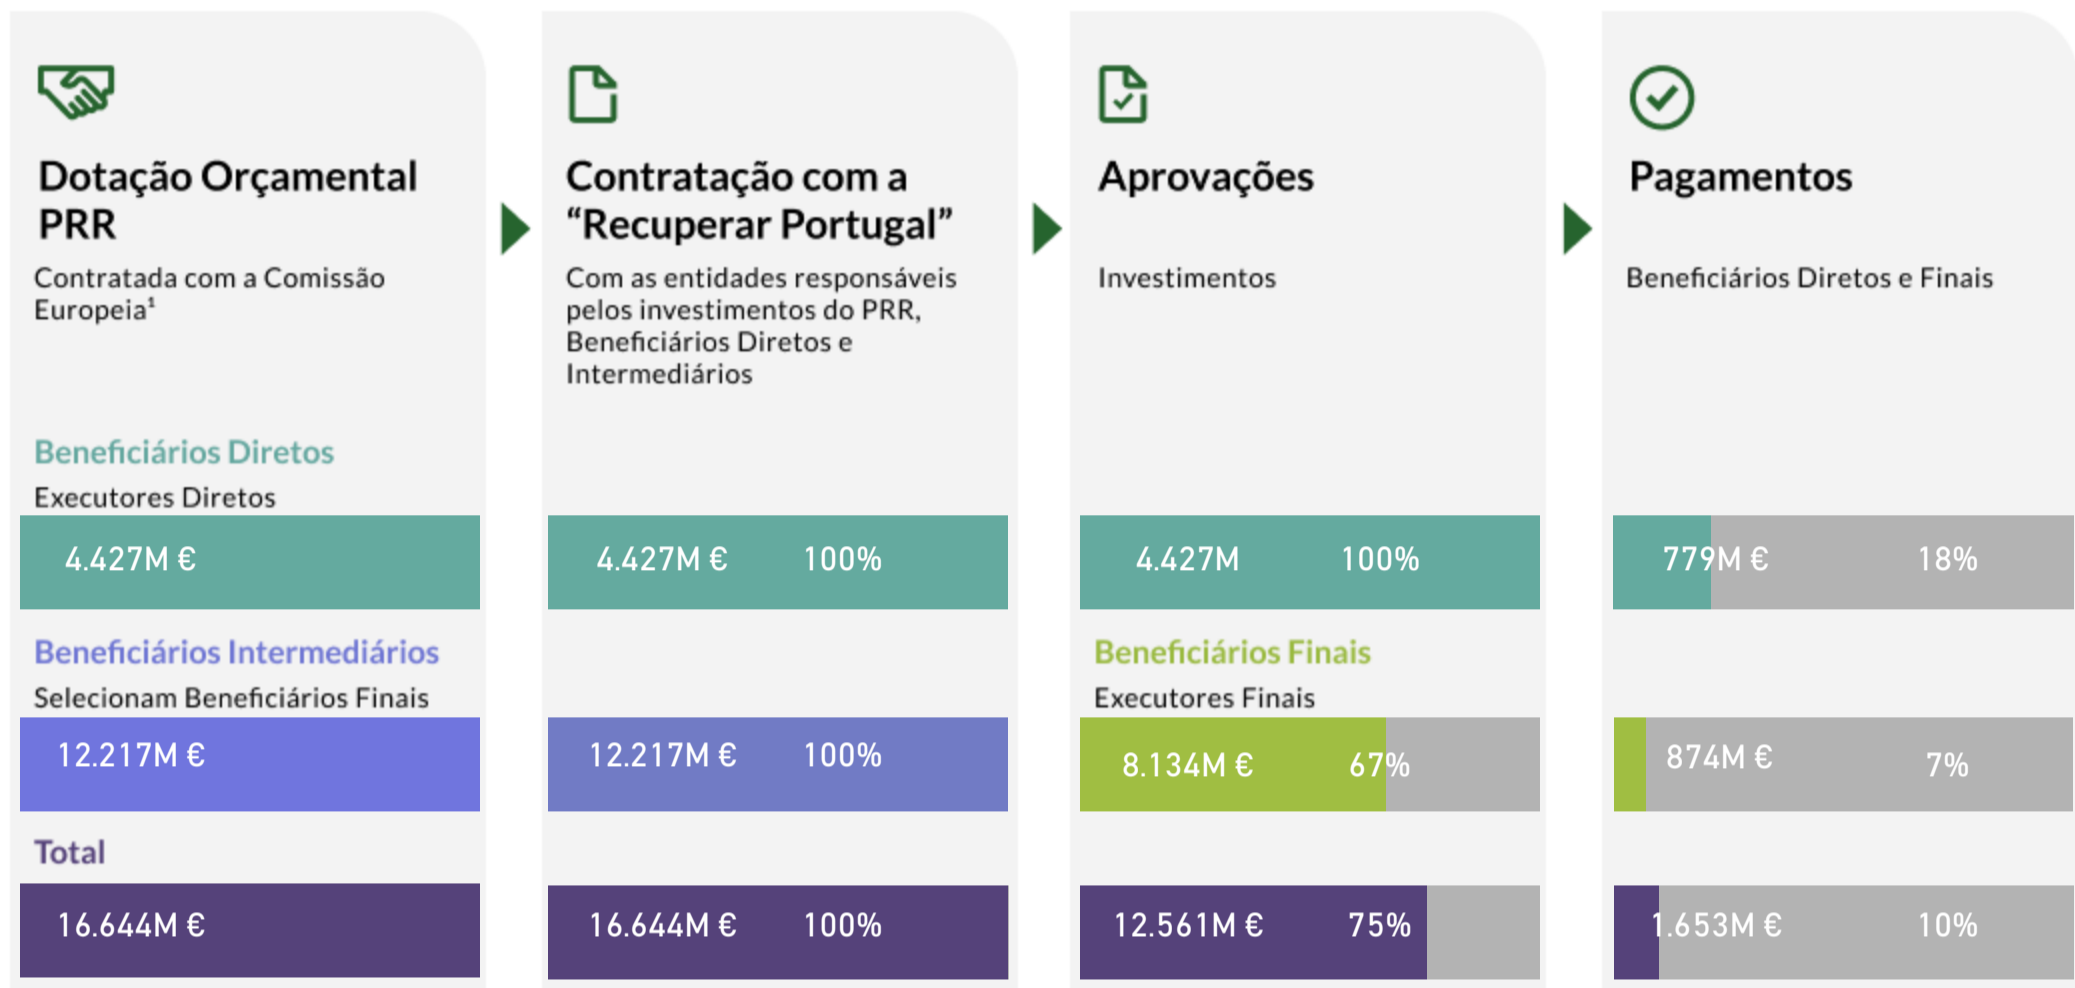 Dotação Orçamental
PRR
Contratada com a Comissão
Europeia¹
Contratação com a
“Recuperar Portugal”
Com as entidades responsáveis
pelos investimentos do PRR,
Beneficiários Diretos e
Intermediários
Aprovações
Investimentos
Pagamentos
Beneficiários Diretos e Finais
Beneficiários Diretos
Executores Diretos
4.427M €
4.427M € 100%
4.427M 100%
779M € 18%
Beneficiários Intermediários
Selecionam Beneficiários Finais
Beneficiários Finais
Executores Finais
12.217M €
12.217M € 100%
8.134M € 67%
874M € 7%
Total
16.644M €
16.644M € 100%
12.561M € 75%
1.653M € 10%